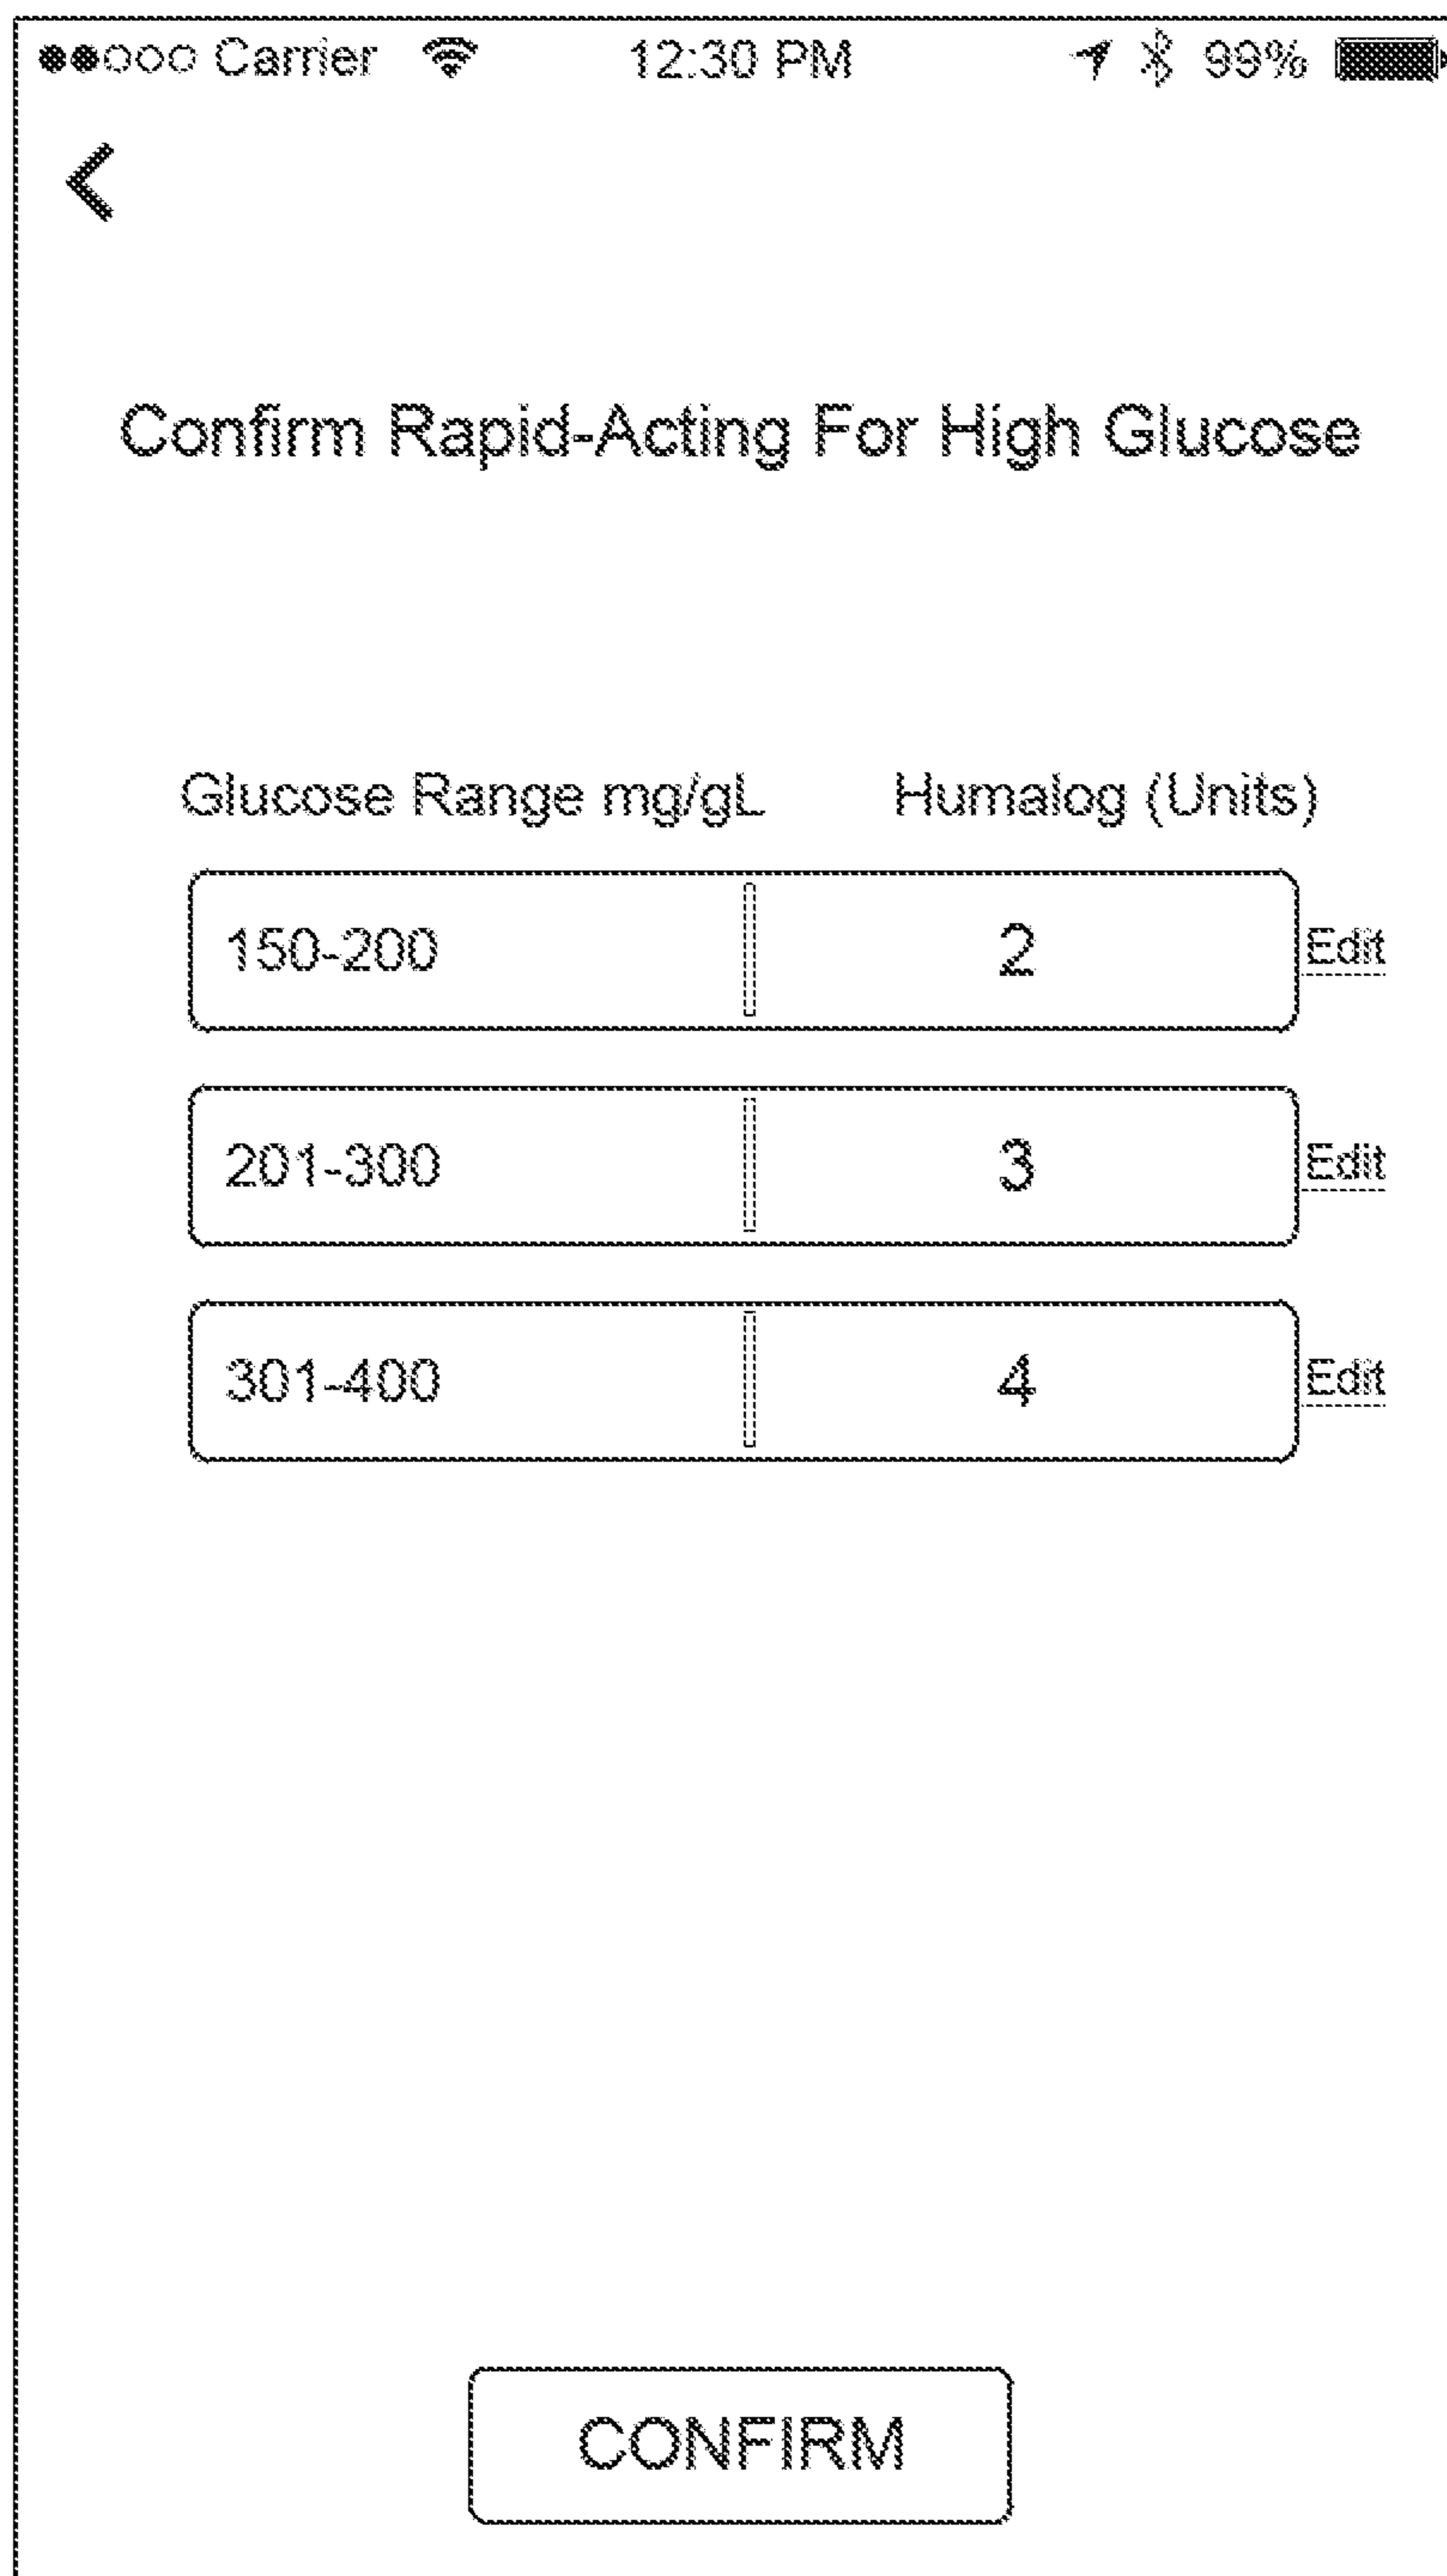 Carrier 12:30 PM 99%
Confirm Rapid-Acting For High Glucose
Glucose Range mg/gL Humalog (Units)
150-200 2 Edit
201-300 3 Edit
301-400 4 Edit
CONFIRM